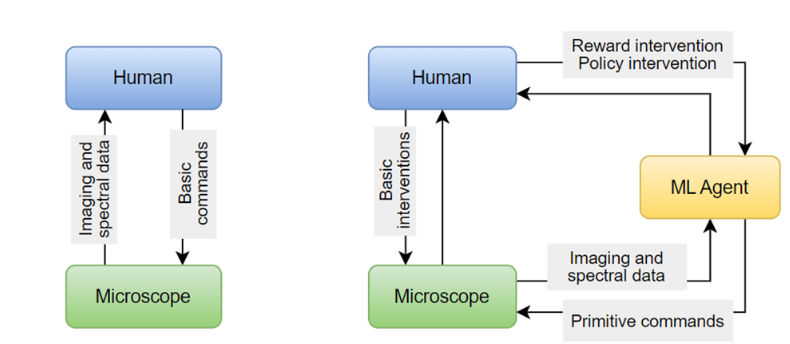 Human
Imaging and
spectral data
Basic
commands
Microscope
Human
Reward intervention
Policy intervention
Basic
interventions
ML Agent
Imaging and
spectral data
Microscope
Primitive commands